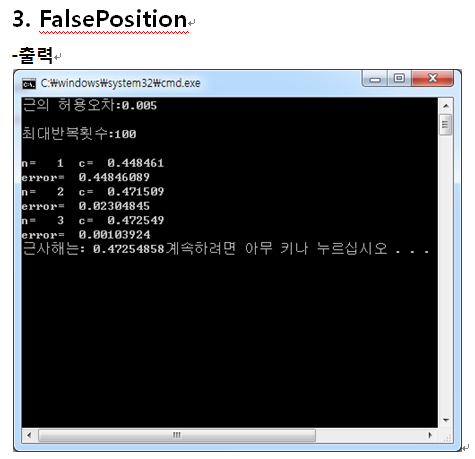 3. FalsePosition
-출력
C:\windows\system32\cmd.exe
근의 허용오차:0.005
최대반복횟수:100
n=   1  c=  0.448461
error=  0.44846089
n=   2  c=  0.471509
error=  0.02304845
n=   3  c=  0.472549
error=  0.00103924
근사해는: 0.47254858계속하려면 아무 키나 누르십시오 . . .